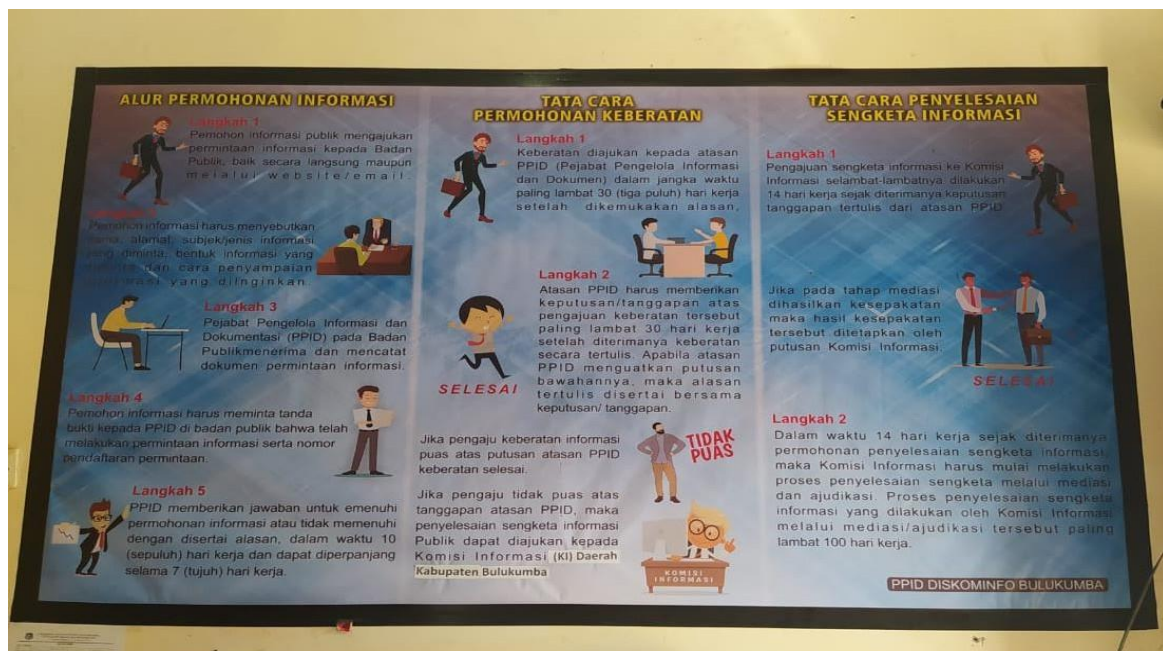 ALUR PERMOHONAN INFORMASI
Langkah 1
Pemohon informasi publik mengajukan
permintaan informasi kepada Badan
Publik, baik secara langsung maupun
melalui website/email.
Pemohon informasi harus menyebutkan
nama, alamat, subjek/jenis informasi
yang diminta, bentuk informasi yang
dan cara penyampaian
informasi yang diinginkan.
Langkah 3
Pejabat Pengelola Informasi dan
Dokumentasi (PPID) pada Badan
Publikmenerima dan mencatat
dokumen permintaan informasi.
Langkah 4
Pemohon informasi harus meminta tanda
bukti kepada PPID di badan publik bahwa telah
melakukan permintaan informasi serta nomor
pendaftaran permintaan.
Langkah 5
PPID memberikan jawaban untuk emenuhi
permohonan informasi atau tidak memenuhi
dengan disertai alasan, dalam waktu 10
(sepuluh) hari kerja dan dapat diperpanjang
selama 7 (tujuh) hari kerja.
TATA CARA
PERMOHONAN KEBERATAN
Langkah 1
Keberatan diajukan kepada atasan
PPID (Pejabat Pengelola Informasi
dan Dokumen) dalam jangka waktu
paling lambat 30 (tiga puluh) hari kerja
setelah dikemukakan alasan,
Langkah 2
Atasan PPID harus memberikan
keputusan/tanggapan atas
pengajuan keberatan tersebut
paling lambat 30 hari kerja
setelah diterimanya keberatan
secara tertulis. Apabila atasan
PPID menguatkan putusan
bawahannya, maka alasan
tertulis disertai bersama
keputusan/ tanggapan.
SELESAI
Jika pengaju keberatan informasi
puas atas putusan atasan PPID
keberatan selesai.
TIDAK
PUAS
Jika pengaju tidak puas atas
tanggapan atasan PPID, maka
penyelesaian sengketa informasi
Publik dapat diajukan kepada
Komisi Informasi (KI) Daerah
Kabupaten Bulukumba
KOMISI
INFORMASI
TATA CARA PENYELESAIAN
SENGKETA INFORMASI
Langkah 1
Pengajuan sengketa informasi ke Komisi
Informasi selambat-lambatnya dilakukan
14 hari kerja sejak diterimanya keputusan
tanggapan tertulis dari atasan PPID
Jika pada tahap mediasi
dihasilkan kesepakatan
maka hasil kesepakatan
tersebut ditetapkan oleh
putusan Komisi Informasi.
SELESAI
Langkah 2
Dalam waktu 14 hari kerja sejak diterimanya
permohonan penyelesaian sengketa informasi,
maka Komisi Informasi harus mulai melakukan
proses penyelesaian sengketa melalui mediasi
dan ajudikasi. Proses penyelesaian sengketa
informasi yang dilakukan oleh Komisi Informasi
melalui mediasi/ajudikasi tersebut paling
lambat 100 hari kerja.
PPID DISKOMINFO BULUKUMBA